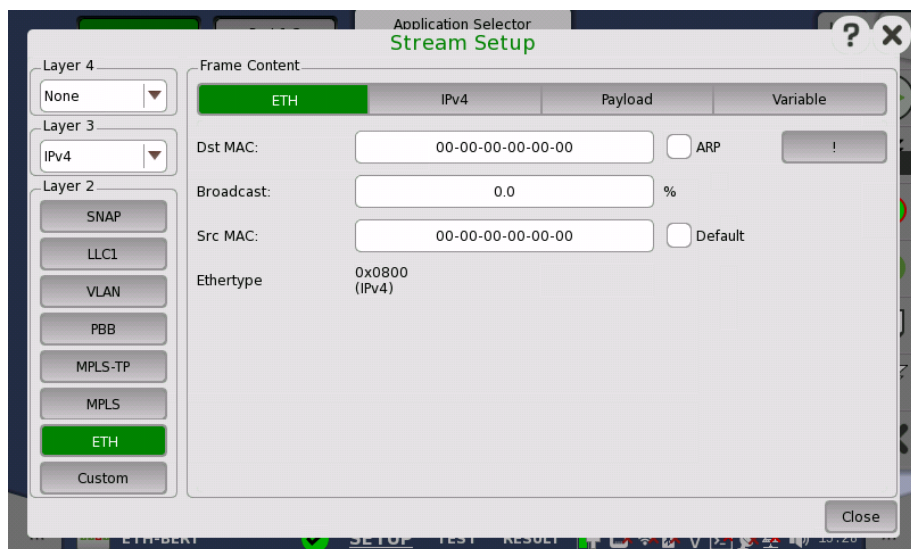 Application Selector
Stream Setup
?
Layer 4
None
Layer 3
IPv4
Layer 2
SNAP
LLC1
VLAN
PBB
MPLS-TP
MPLS
ETH
Custom
Frame Content
ETH IPv4 Payload Variable
Dst MAC: 00-00-00-00-00-00 ARP !
Broadcast: 0.0 %
Src MAC: 00-00-00-00-00-00 Default
Ethertype 0x0800
(IPv4)
Close
ETH-BERT SETUP TEST RESULT